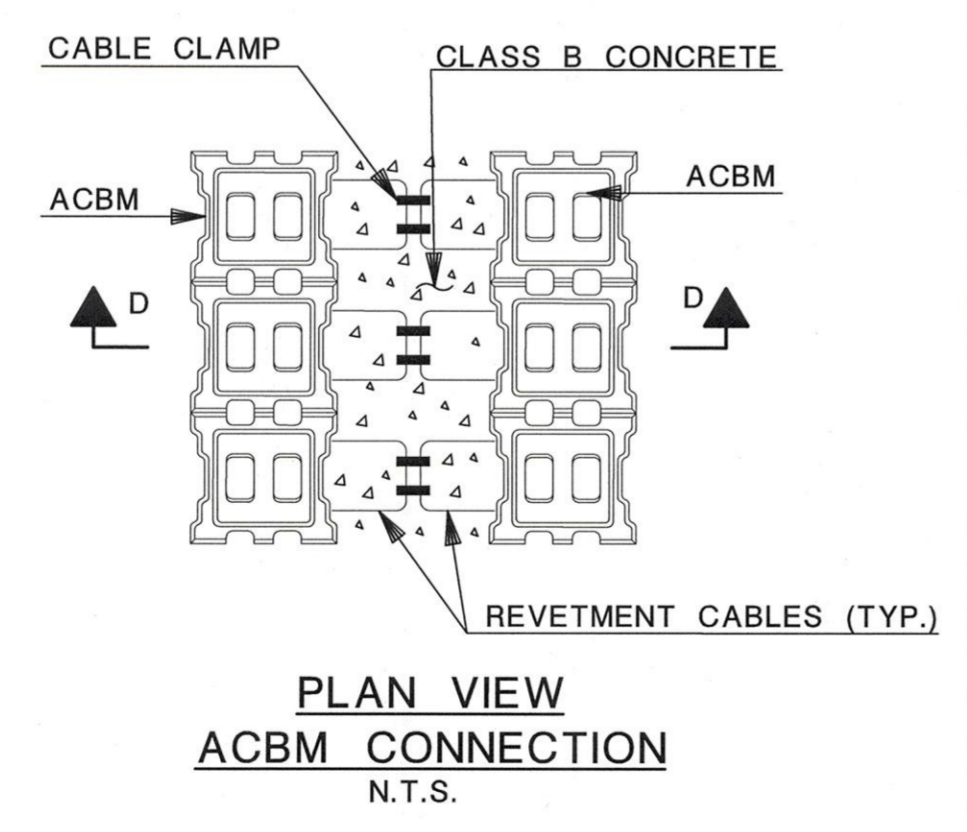 CABLE CLAMP
CLASS B CONCRETE
ACBM
ACBM
D
D
REVETMENT CABLES (TYP.)
PLAN VIEW
ACBM CONNECTION
N.T.S.